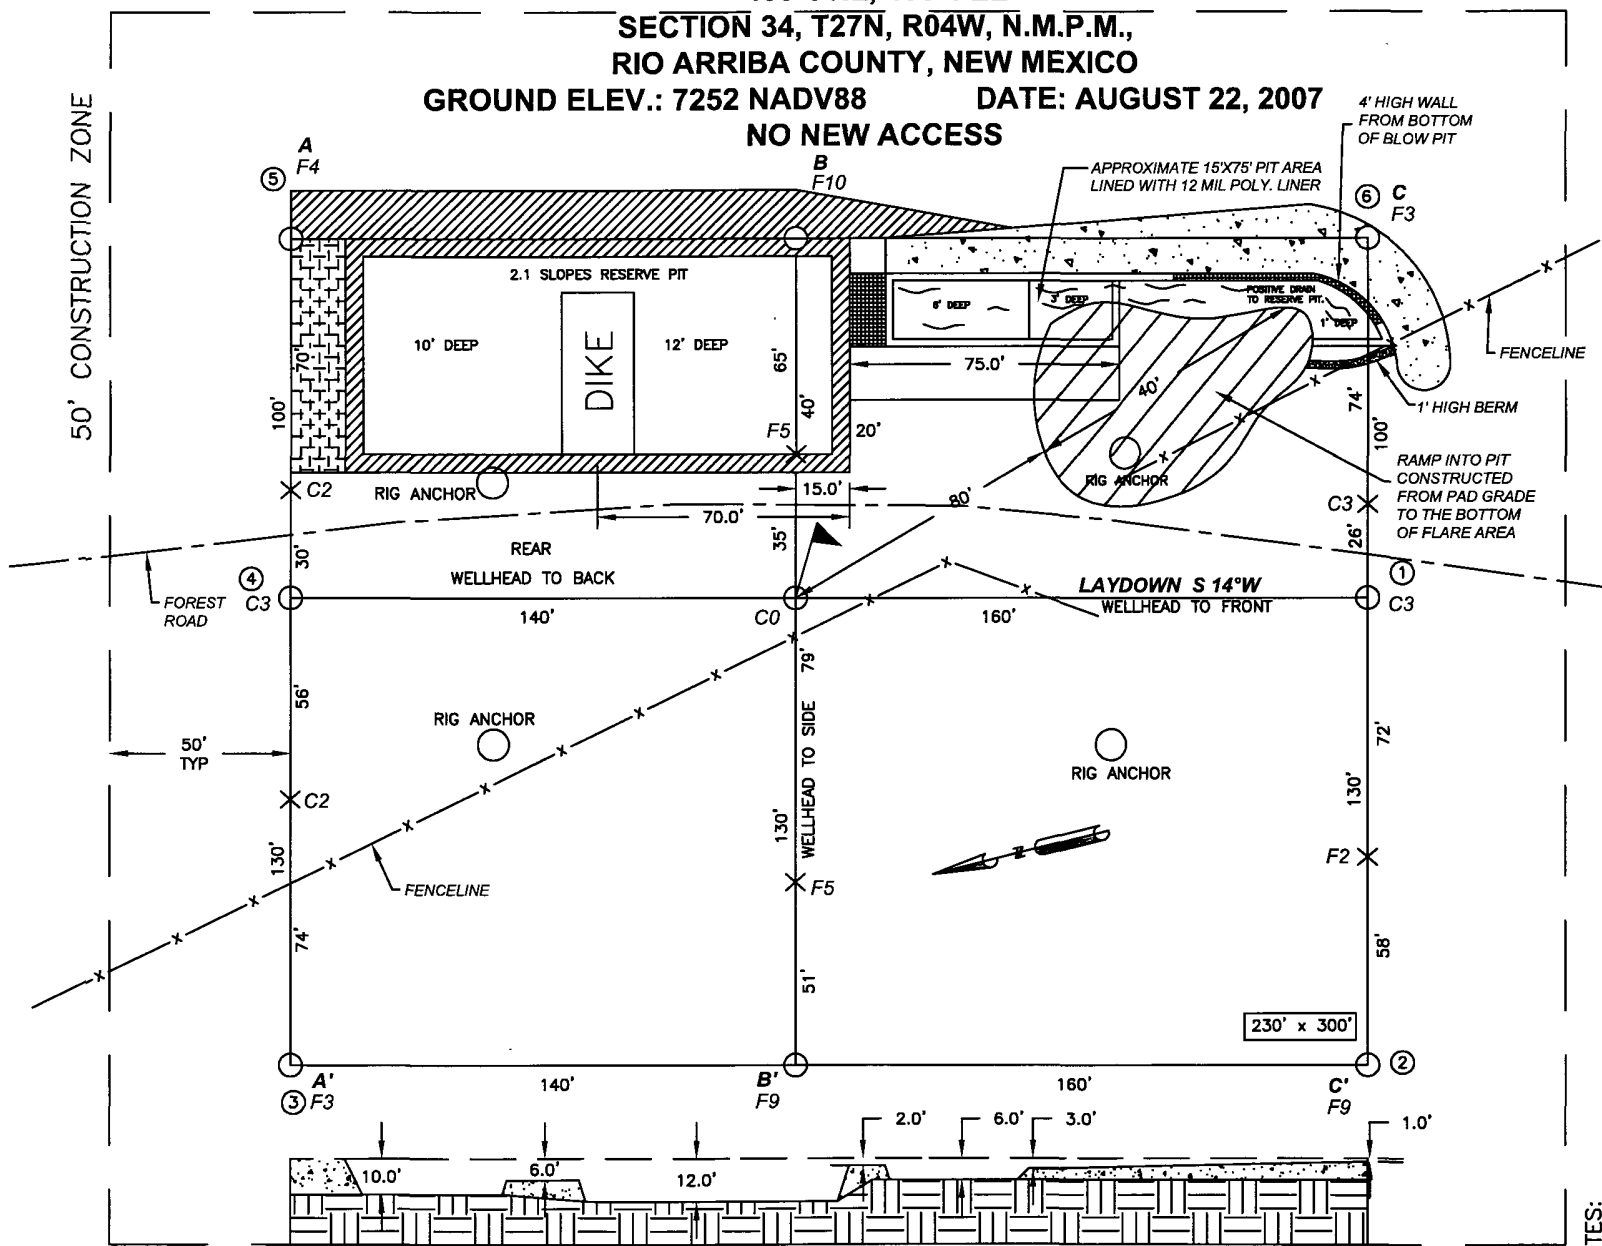 SECTION 34, T27N, R04W, N.M.P.M.,
RIO ARRIBA COUNTY, NEW MEXICO
GROUND ELEV.: 7252 NADV88 DATE: AUGUST 22, 2007
NO NEW ACCESS
50' CONSTRUCTION ZONE
4' HIGH WALL
FROM BOTTOM
OF BLOW PIT
APPROXIMATE 15'X75' PIT AREA
LINED WITH 12 MIL POLY. LINER
A
F4
5
B
F10
6
C
F3
2.1 SLOPES RESERVE PIT
10' DEEP
DIKE
12' DEEP
6' DEEP
3' DEEP
POSITIVE DRAIN
TO RESERVE PIT.
1' DEEP
FENCELINE
1' HIGH BERM
75.0'
40'
74'
100'
70'
100'
65'
40'
F5
20'
RIG ANCHOR
RAMP INTO PIT
CONSTRUCTED
FROM PAD GRADE
TO THE BOTTOM
OF FLARE AREA
C2
RIG ANCHOR
15.0'
70.0'
80'
C3
26'
30'
35'
REAR
WELLHEAD TO BACK
LAYDOWN S 14°W
WELLHEAD TO FRONT
FOREST
ROAD
4
C3
140'
C0
160'
1
C3
56'
79'
72'
RIG ANCHOR
50'
TYP
WELLHEAD TO SIDE
RIG ANCHOR
C2
130'
130'
130'
N
F2
FENCELINE
F5
74'
51'
58'
230' x 300'
A'
3 F3
140'
B'
F9
160'
C'
F9
2
10.0'
6.0'
12.0'
2.0'
6.0'
3.0'
1.0'
TES: